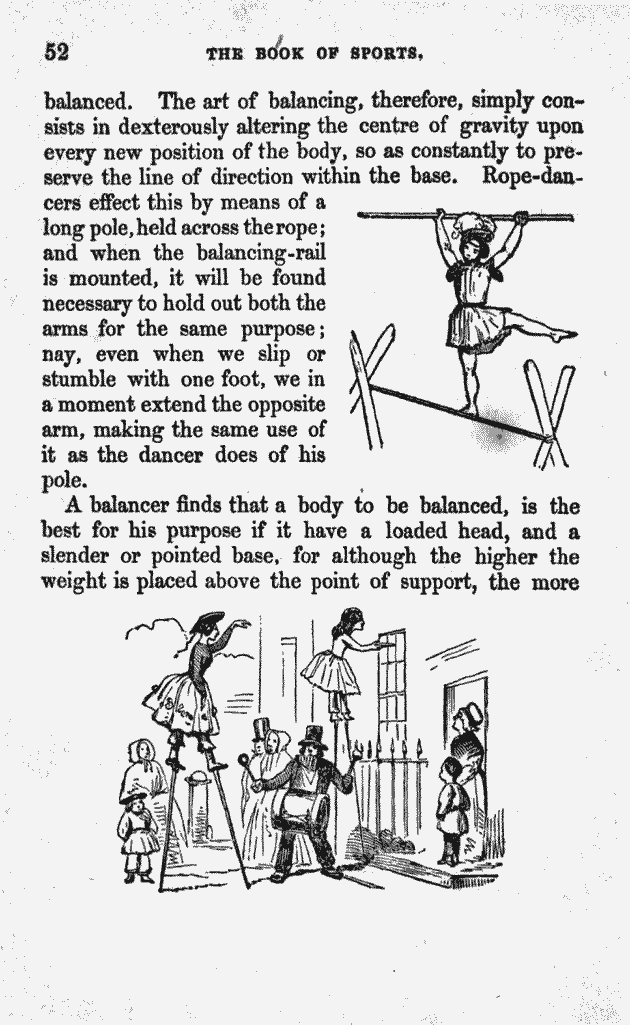 52
THE BOOK OF SPORTS.
balanced. The art of balancing, therefore, simply con-
sists in dexterously altering the centre of gravity upon
every new position of the body, so as constantly to pre-
serve the line of direction within the base. Rope-dan-
cers effect this by means of a
long pole, held across the rope;
and when the balancing-rail
is mounted, it will be found
necessary to hold out both the
arms for the same purpose;
nay, even when we slip or
stumble with one foot, we in
a moment extend the opposite
arm, making the same use of
it as the dancer does of his
pole.
A balancer finds that a body to be balanced, is the
best for his purpose if it have a loaded head, and a
slender or pointed base, for although the higher the
weight is placed above the point of support, the more